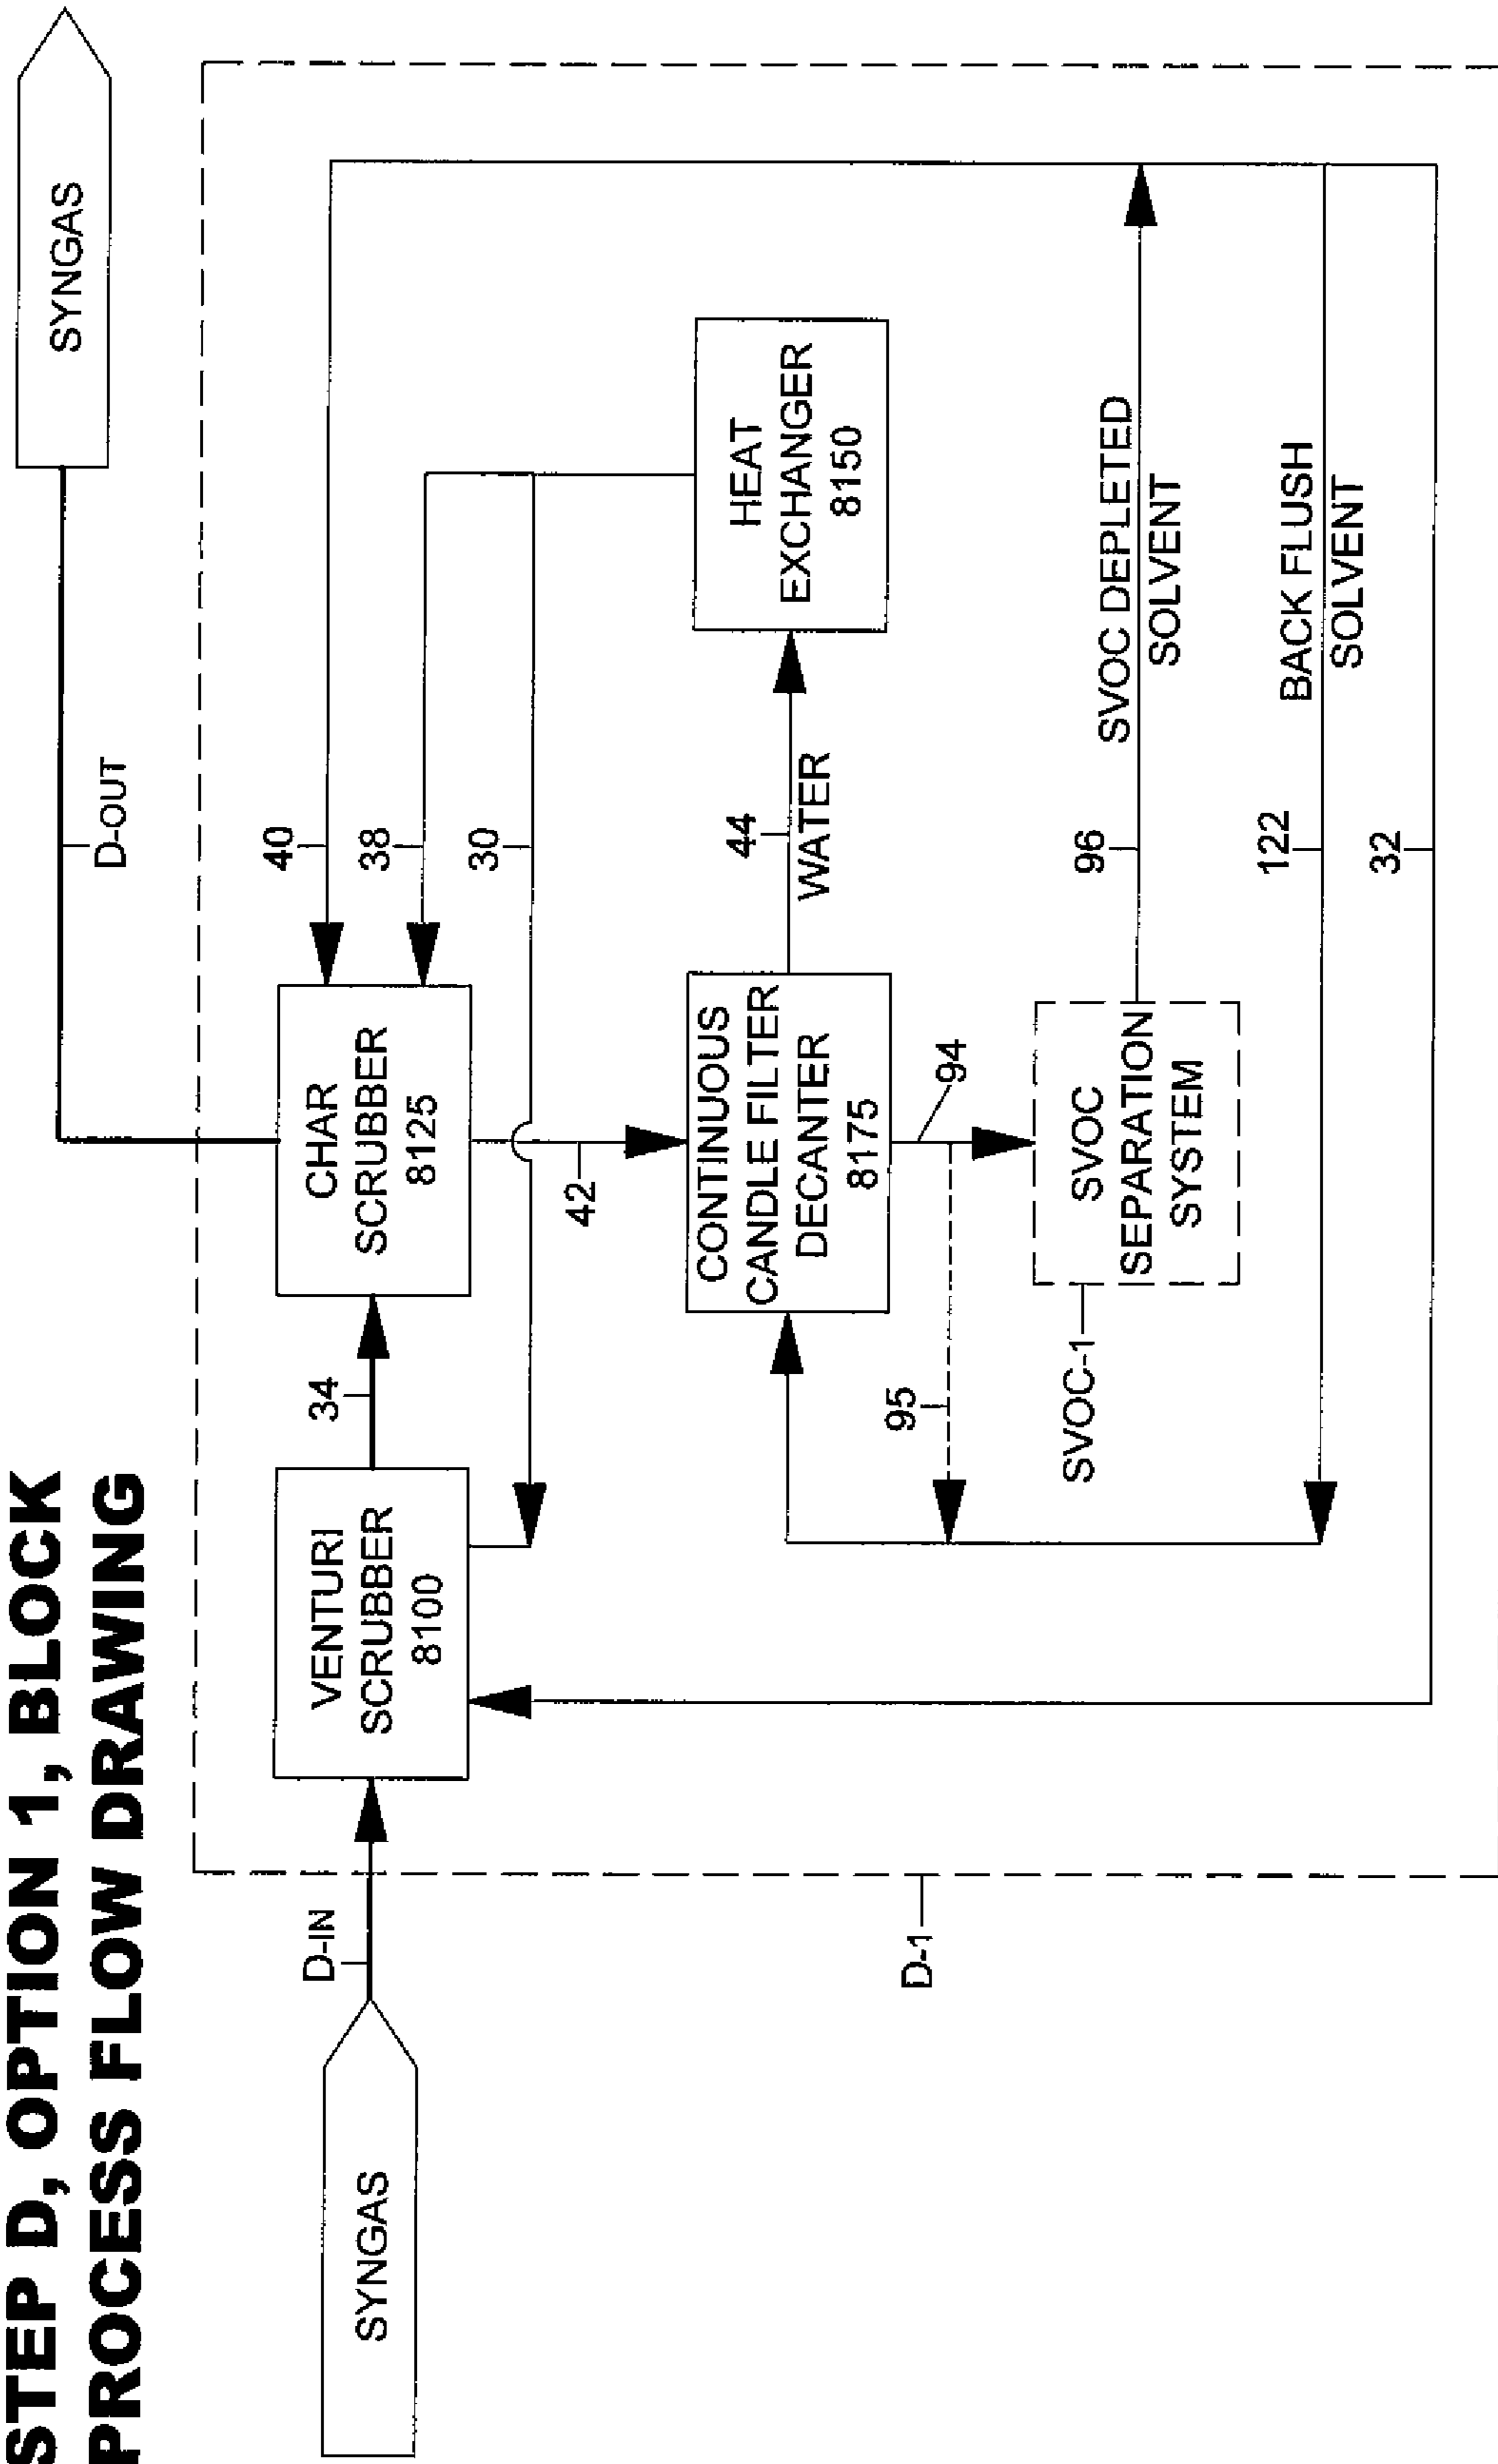 STEP D, OPTION 1, BLOCK
PROCESS FLOW DRAWING
SYNGAS
D-OUT
SYNGAS
D-IN
VENTURI
SCRUBBER
8100
34
CHAR
SCRUBBER
8125
40
38
30
42
CONTINUOUS
CANDLE FILTER
DECANTER
8175
44
WATER
HEAT
EXCHANGER
8150
95
94
SVOC-1
SVOC
SEPARATION
SYSTEM
96
SVOC DEPLETED
SOLVENT
122
BACK FLUSH
SOLVENT
32
D-1